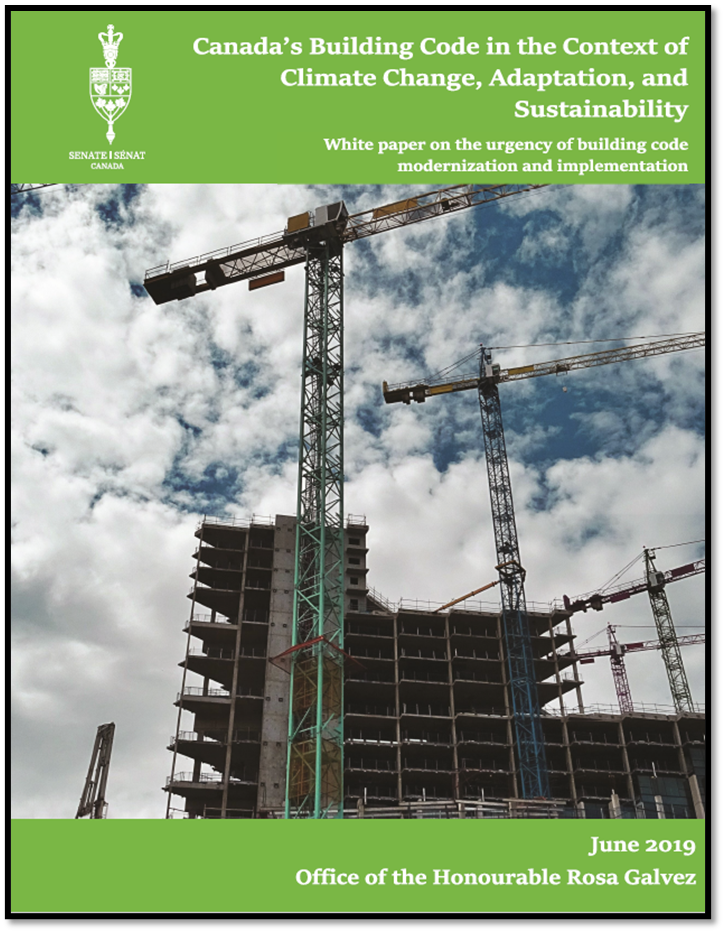 Canada's Building Code in the Context of
Climate Change, Adaptation, and
Sustainability
White paper on the urgency of building code
modernization and implementation
SENATE | SÉNAT
CANADA
June 2019
Office of the Honourable Rosa Galvez